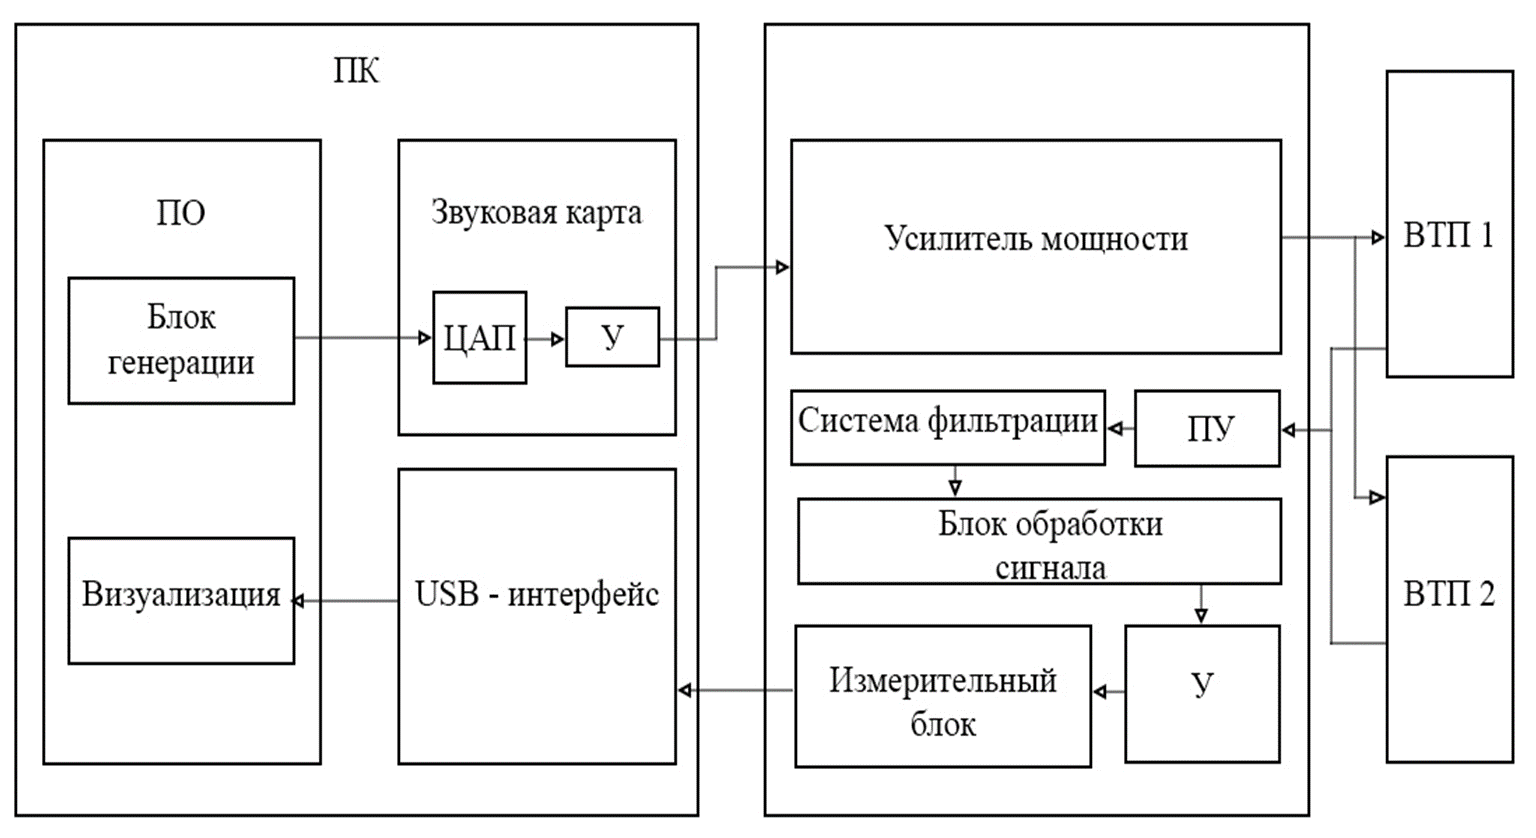 ПК
ПО
Блок
генерации
Визуализация
Звуковая карта
ЦАП
У
USB - интерфейс
Усилитель мощности
Система фильтрации
ПУ
Блок обработки
сигнала
Измерительный
блок
У
ВТП 1
ВТП 2